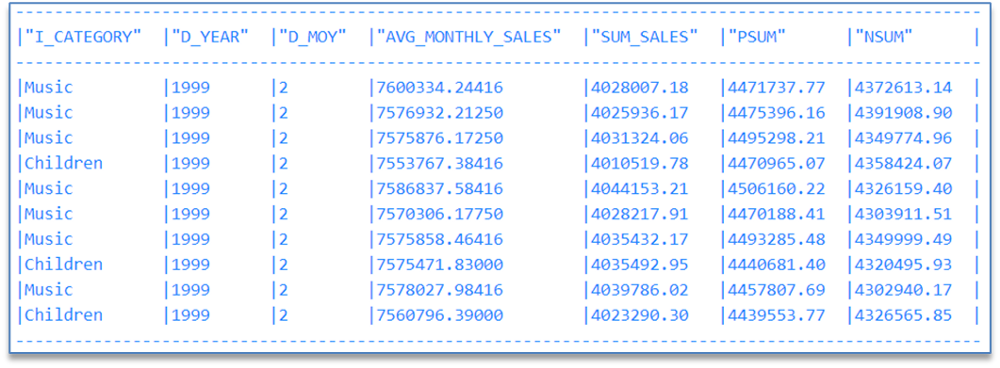 |"I_CATEGORY" |"D_YEAR" |"D_MOY" |"AVG_MONTHLY_SALES" |"SUM_SALES" |"PSUM" |"NSUM" |
|Music |1999 |2 |7600334.24416 |4028007.18 |4471737.77 |4372613.14 |
|Music |1999 |2 |7576932.21250 |4025936.17 |4475396.16 |4391908.90 |
|Music |1999 |2 |7575876.17250 |4031324.06 |4495298.21 |4349774.96 |
|Children |1999 |2 |7553767.38416 |4010519.78 |4470965.07 |4358424.07 |
|Music |1999 |2 |7586837.58416 |4044153.21 |4506160.22 |4326159.40 |
|Music |1999 |2 |7570306.17750 |4028217.91 |4470188.41 |4303911.51 |
|Music |1999 |2 |7575858.46416 |4035432.17 |4493285.48 |4349999.49 |
|Children |1999 |2 |7575471.83000 |4035492.95 |4440681.40 |4320495.93 |
|Music |1999 |2 |7578027.98416 |4039786.02 |4457807.69 |4302940.17 |
|Children |1999 |2 |7560796.39000 |4023290.30 |4439553.77 |4326565.85 |